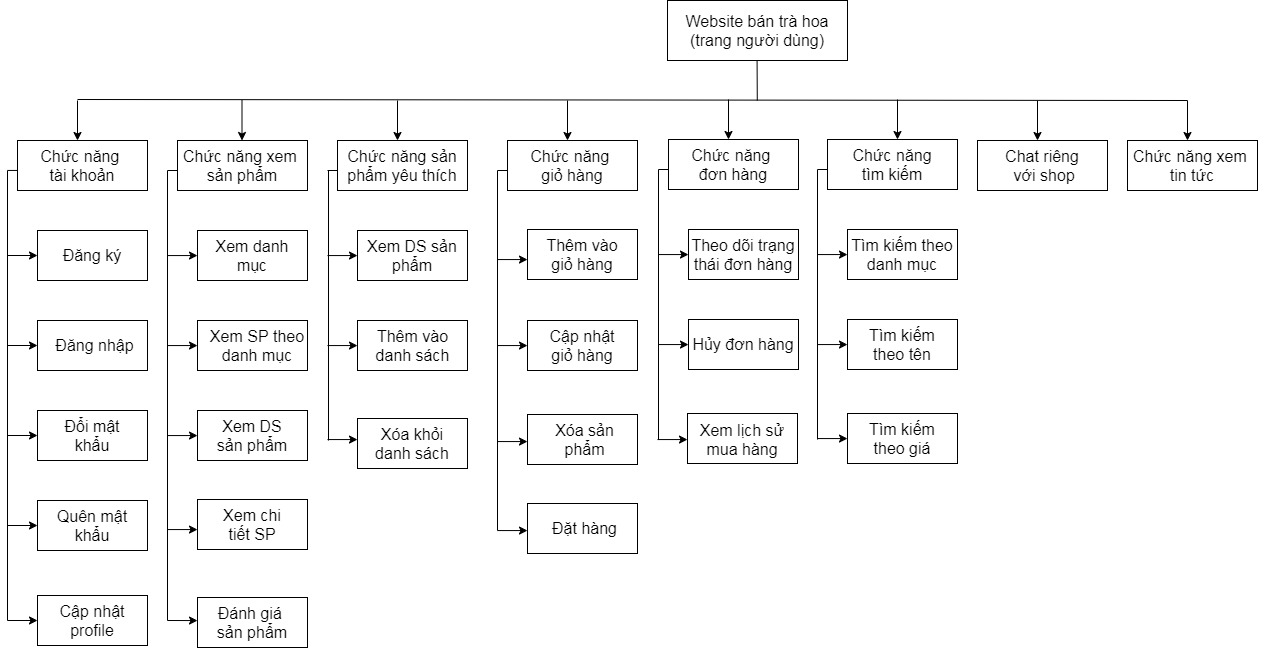 Website bán trà hoa
(trang người dùng)
Chức năng
tài khoản
Chức năng xem
sản phẩm
Chức năng sản
phẩm yêu thích
Chức năng
giỏ hàng
Chức năng
đơn hàng
Chức năng
tìm kiếm
Chat riêng
với shop
Chức năng xem
tin tức
Đăng ký
Đăng nhập
Đổi mật
khẩu
Quên mật
khẩu
Cập nhật
profile
Xem danh
mục
Xem SP theo
danh mục
Xem DS
sản phẩm
Xem chi
tiết SP
Đánh giá
sản phẩm
Xem DS sản
phẩm
Thêm vào
danh sách
Xóa khỏi
danh sách
Thêm vào
giỏ hàng
Cập nhật
giỏ hàng
Xóa sản
phẩm
Đặt hàng
Theo dõi trạng
thái đơn hàng
Hủy đơn hàng
Xem lịch sử
mua hàng
Tìm kiếm theo
danh mục
Tìm kiếm
theo tên
Tìm kiếm
theo giá